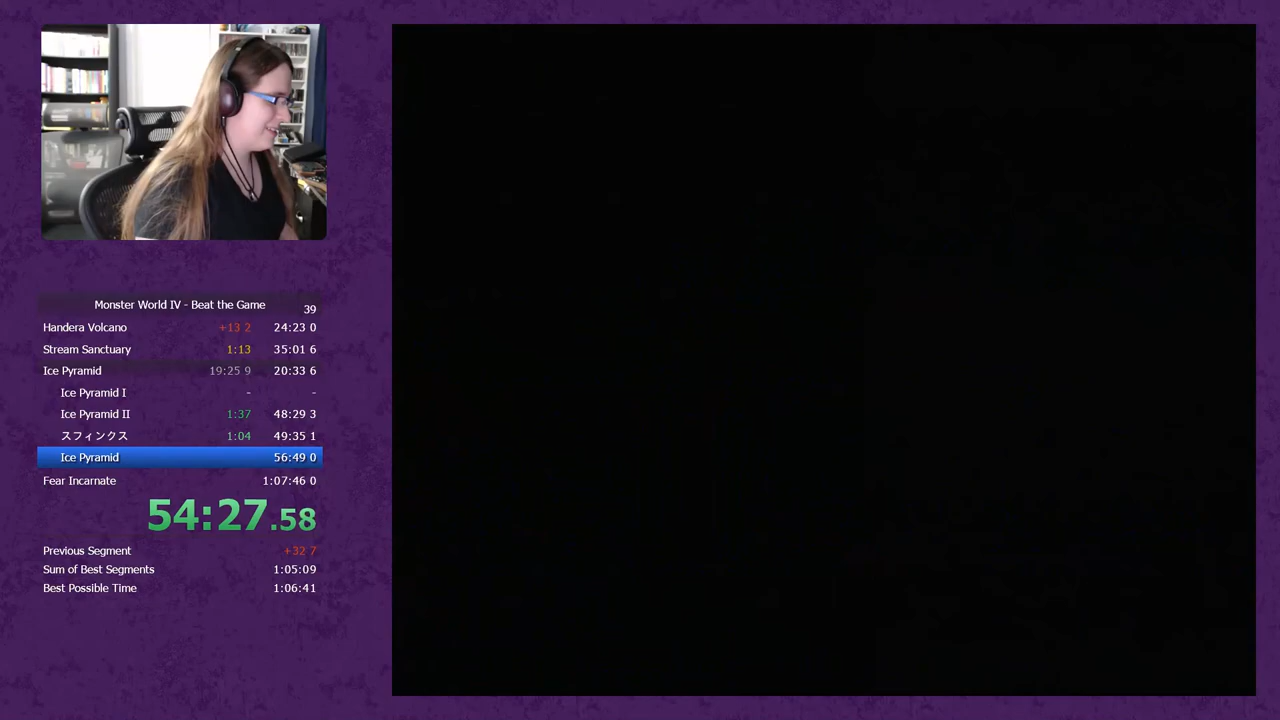 Monster World IV - Beat the Game
39
Handera Volcano +13 2 24:23 0
Stream Sanctuary 1:13 35:01 6
Ice Pyramid 19:25 9 20:33 6
Ice Pyramid I - -
Ice Pyramid II 1:37 48:29 3
スフィンクス 1:04 49:35 1
Ice Pyramid 56:49 0
Fear Incarnate 1:07:46 0
54:27.58
Previous Segment +32 7
Sum of Best Segments 1:05:09
Best Possible Time 1:06:41